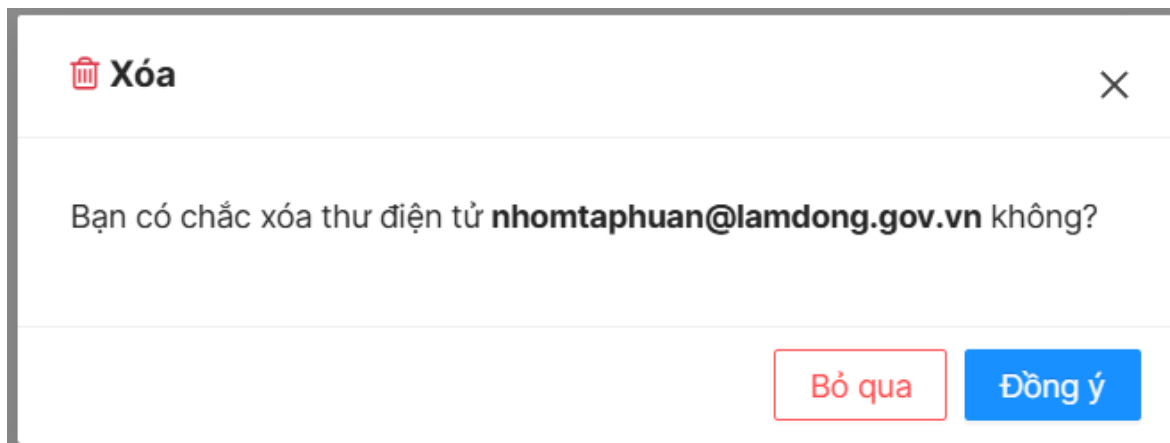 Xóa
Bạn có chắc xóa thư điện tử nhomtaphuan@lamdong.gov.vn không?
Bỏ qua
Đồng ý